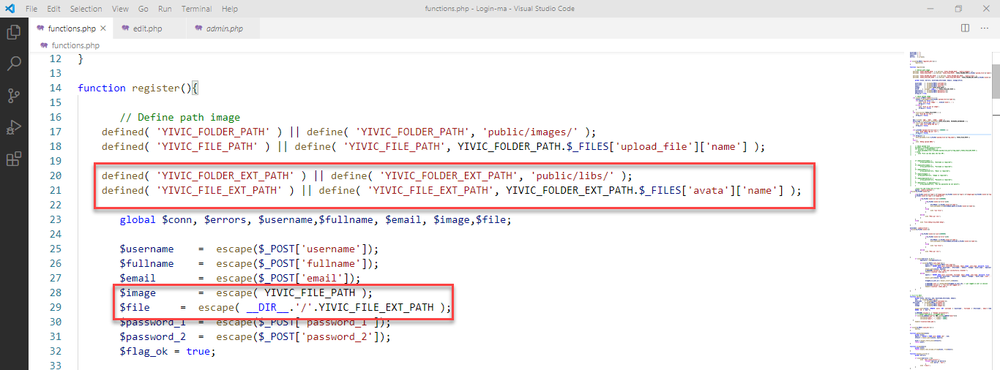 File Edit Selection View Go Run Terminal Help functions.php - Login-ma - Visual Studio Code
functions.php edit.php admin.php
functions.php
12 }
13
14 function register(){
15
16 // Define path image
17 defined( 'YIVIC_FOLDER_PATH' ) || define( 'YIVIC_FOLDER_PATH', 'public/images/' );
18 defined( 'YIVIC_FILE_PATH' ) || define( 'YIVIC_FILE_PATH', YIVIC_FOLDER_PATH.$_FILES['upload_file']['name'] );
19
20 defined( 'YIVIC_FOLDER_EXT_PATH' ) || define( 'YIVIC_FOLDER_EXT_PATH', 'public/libs/' );
21 defined( 'YIVIC_FILE_EXT_PATH' ) || define( 'YIVIC_FILE_EXT_PATH', YIVIC_FOLDER_EXT_PATH.$_FILES['avata']['name'] );
22
23 global $conn, $errors, $username,$fullname, $email, $image,$file;
24
25 $username = escape($_POST['username']);
26 $fullname = escape($_POST['fullname']);
27 $email = escape($_POST['email']);
28 $image = escape( YIVIC_FILE_PATH );
29 $file = escape( __DIR__.'/'.YIVIC_FILE_EXT_PATH );
30 $password_1 = escape($_POST['password_1']);
31 $password_2 = escape($_POST['password_2']);
32 $flag_ok = true;
33